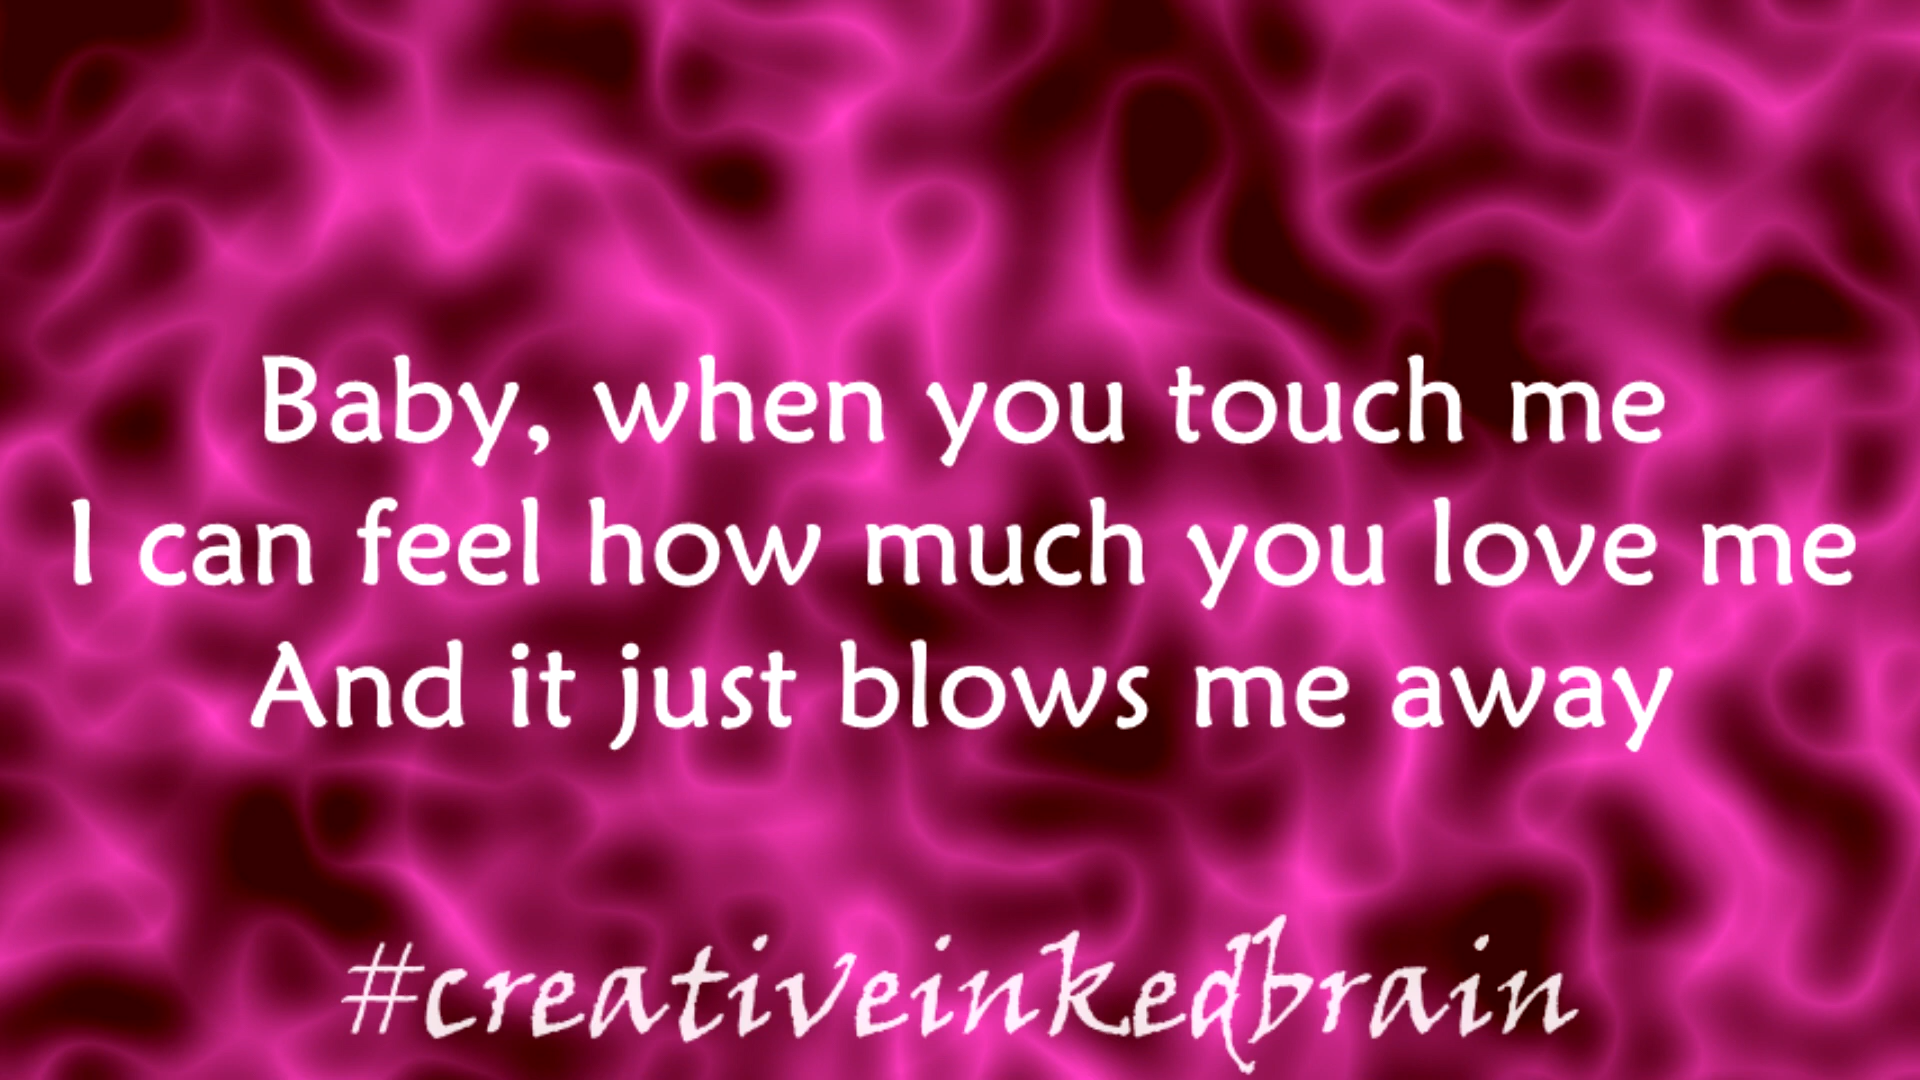 Baby, when you touch me
I can feel how much you love me
And it just blows me away
#creativeinkedbrain